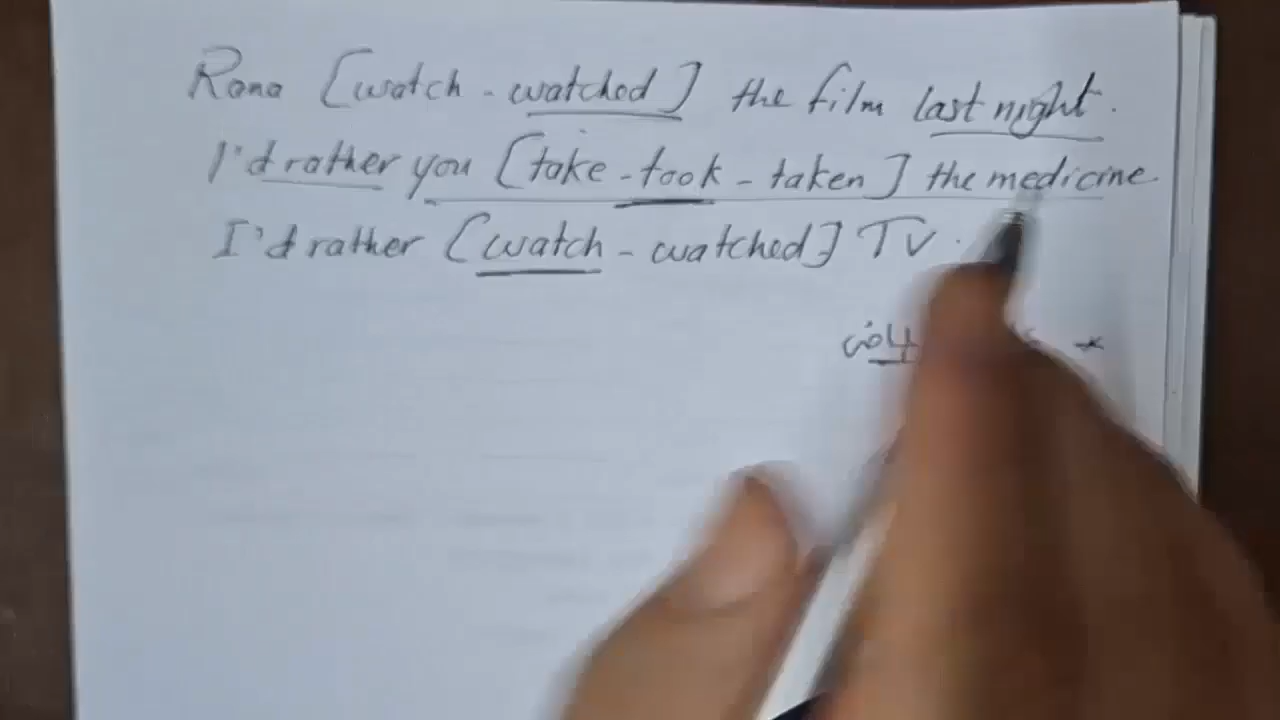 Rana [watch - watched] the film last night.
I'd rather you [take - took - taken] the medicine.
I'd rather [watch - watched] TV.